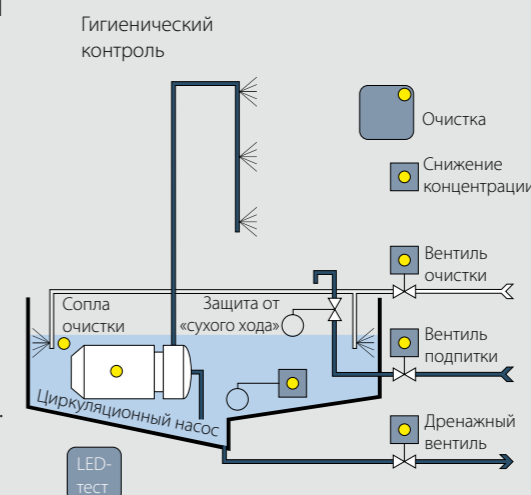 Гигиенический
контроль
Очистка
Снижение
концентрации
Вентиль
очистки
Сопла
очистки
Защита от
«сухого хода»
Вентиль
подпитки
Циркуляционный насос
Дренажный
вентиль
LED-
тест